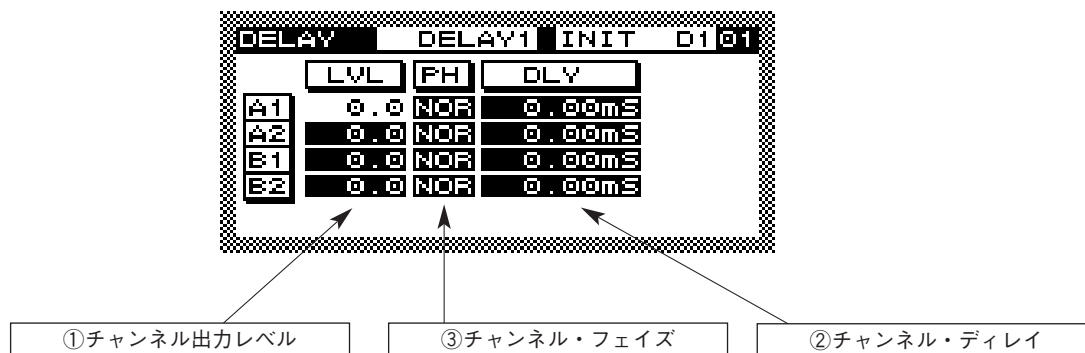 DELAY DELAY1 INIT D1 01
LVL PH DLY
A1 0.0 NOR 0.00mS
A2 0.0 NOR 0.00mS
B1 0.0 NOR 0.00mS
B2 0.0 NOR 0.00mS
①チャンネル出力レベル ③チャンネル・フェイズ ②チャンネル・ディレイ